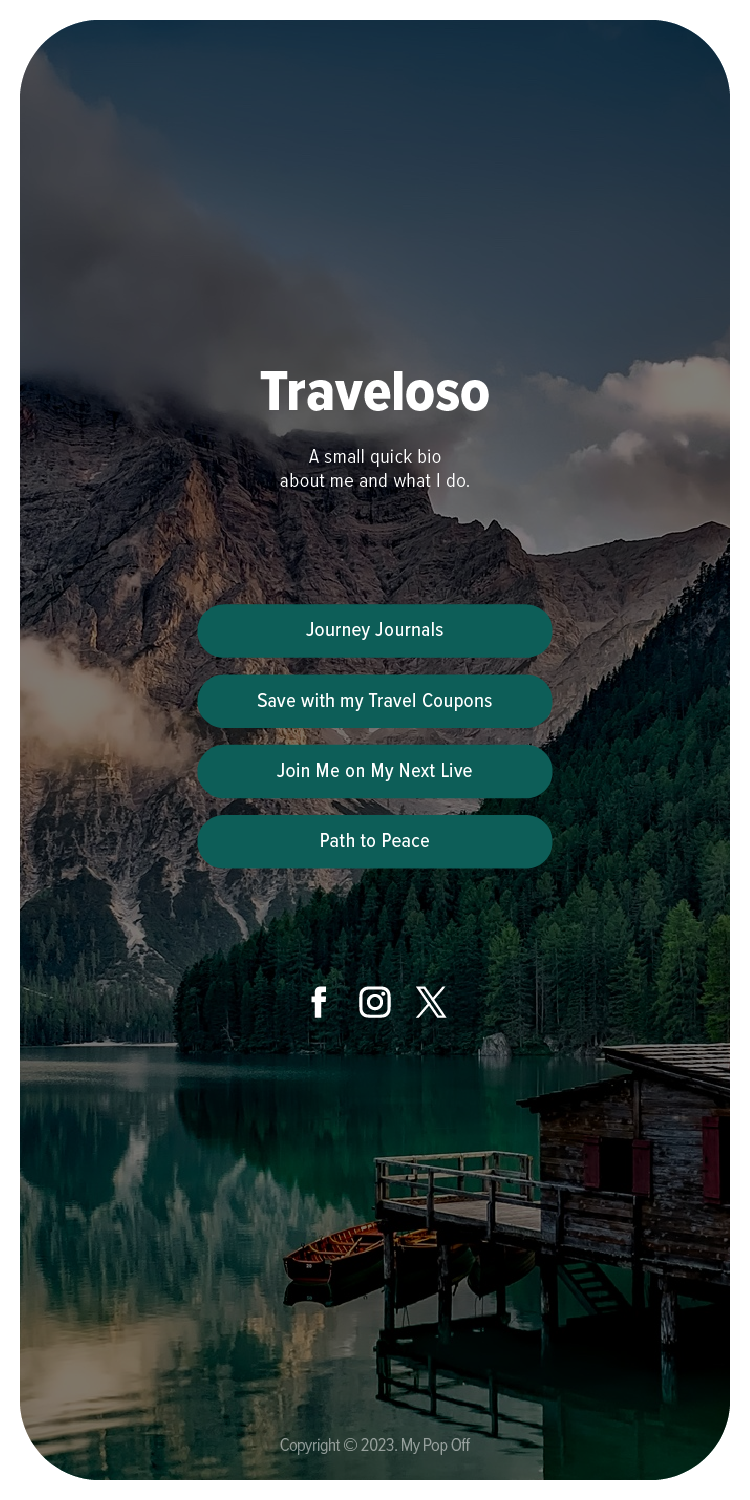 Traveloso
A small quick bio
about me and what I do.
Journey Journals
Save with my Travel Coupons
Join Me on My Next Live
Path to Peace
Copyright © 2023. My Pop Off